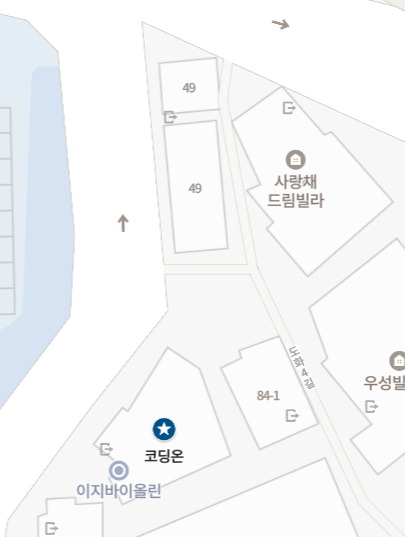 49
49
사랑채
드림빌라
도화4길
우성빌
84-1
코딩온
이지바이올린